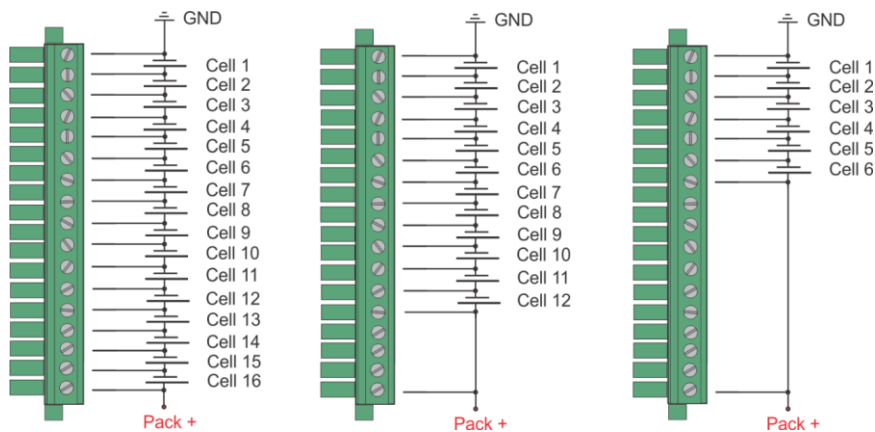 GND
Cell 1
Cell 2
Cell 3
Cell 4
Cell 5
Cell 6
Cell 7
Cell 8
Cell 9
Cell 10
Cell 11
Cell 12
Cell 13
Cell 14
Cell 15
Cell 16
Pack +
GND
Cell 1
Cell 2
Cell 3
Cell 4
Cell 5
Cell 6
Cell 7
Cell 8
Cell 9
Cell 10
Cell 11
Cell 12
Pack +
GND
Cell 1
Cell 2
Cell 3
Cell 4
Cell 5
Cell 6
Pack +